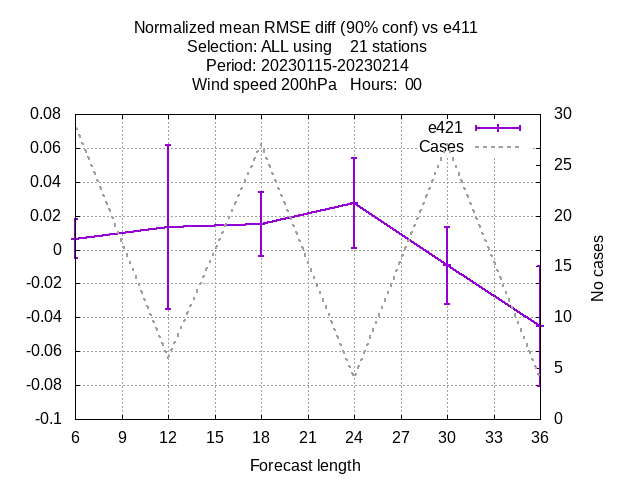 Normalized mean RMSE diff (90% conf) vs e411
Selection: ALL using    21 stations
Period: 20230115-20230214
Wind speed 200hPa   Hours:  00
e421
Cases
0.08
0.06
0.04
0.02
0
-0.02
-0.04
-0.06
-0.08
-0.1
30
25
20
15
10
5
0
No cases
6 9 12 15 18 21 24 27 30 33 36
Forecast length